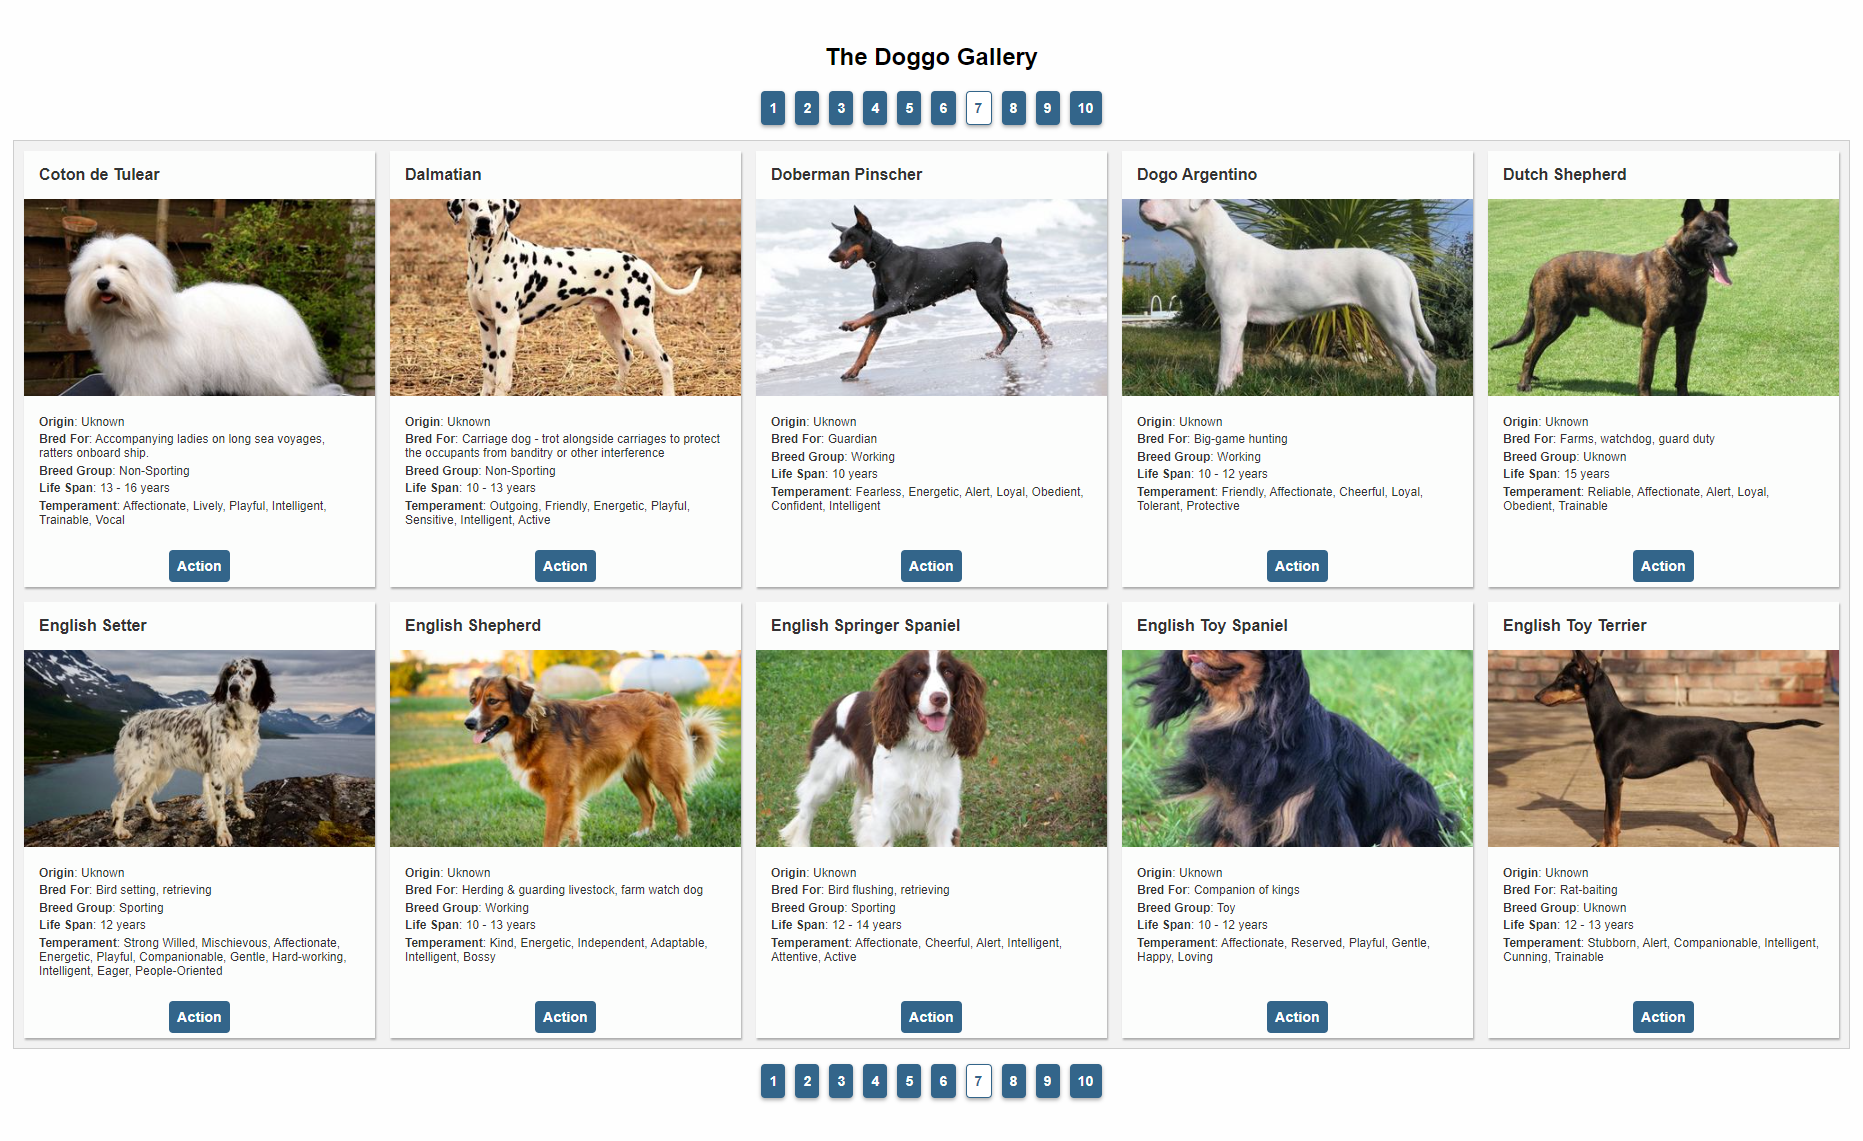 The Doggo Gallery
1 2 3 4 5 6 7 8 9 10
Coton de Tulear
Origin: Uknown
Bred For: Accompanying ladies on long sea voyages,
ratters onboard ship.
Breed Group: Non-Sporting
Life Span: 13 - 16 years
Temperament: Affectionate, Lively, Playful, Intelligent,
Trainable, Vocal
Action
Dalmatian
Origin: Uknown
Bred For: Carriage dog - trot alongside carriages to protect
the occupants from banditry or other interference
Breed Group: Non-Sporting
Life Span: 10 - 13 years
Temperament: Outgoing, Friendly, Energetic, Playful,
Sensitive, Intelligent, Active
Action
Doberman Pinscher
Origin: Uknown
Bred For: Guardian
Breed Group: Working
Life Span: 10 years
Temperament: Fearless, Energetic, Alert, Loyal, Obedient,
Confident, Intelligent
Action
Dogo Argentino
Origin: Uknown
Bred For: Big-game hunting
Breed Group: Working
Life Span: 10 - 12 years
Temperament: Friendly, Affectionate, Cheerful, Loyal,
Tolerant, Protective
Action
Dutch Shepherd
Origin: Uknown
Bred For: Farms, watchdog, guard duty
Breed Group: Uknown
Life Span: 15 years
Temperament: Reliable, Affectionate, Alert, Loyal,
Obedient, Trainable
Action
English Setter
Origin: Uknown
Bred For: Bird setting, retrieving
Breed Group: Sporting
Life Span: 12 years
Temperament: Strong Willed, Mischievous, Affectionate,
Energetic, Playful, Companionable, Gentle, Hard-working,
Intelligent, Eager, People-Oriented
Action
English Shepherd
Origin: Uknown
Bred For: Herding & guarding livestock, farm watch dog
Breed Group: Working
Life Span: 10 - 13 years
Temperament: Kind, Energetic, Independent, Adaptable,
Intelligent, Bossy
Action
English Springer Spaniel
Origin: Uknown
Bred For: Bird flushing, retrieving
Breed Group: Sporting
Life Span: 12 - 14 years
Temperament: Affectionate, Cheerful, Alert, Intelligent,
Attentive, Active
Action
English Toy Spaniel
Origin: Uknown
Bred For: Companion of kings
Breed Group: Toy
Life Span: 10 - 12 years
Temperament: Affectionate, Reserved, Playful, Gentle,
Happy, Loving
Action
English Toy Terrier
Origin: Uknown
Bred For: Rat-baiting
Breed Group: Uknown
Life Span: 12 - 13 years
Temperament: Stubborn, Alert, Companionable, Intelligent,
Cunning, Trainable
Action
1 2 3 4 5 6 7 8 9 10